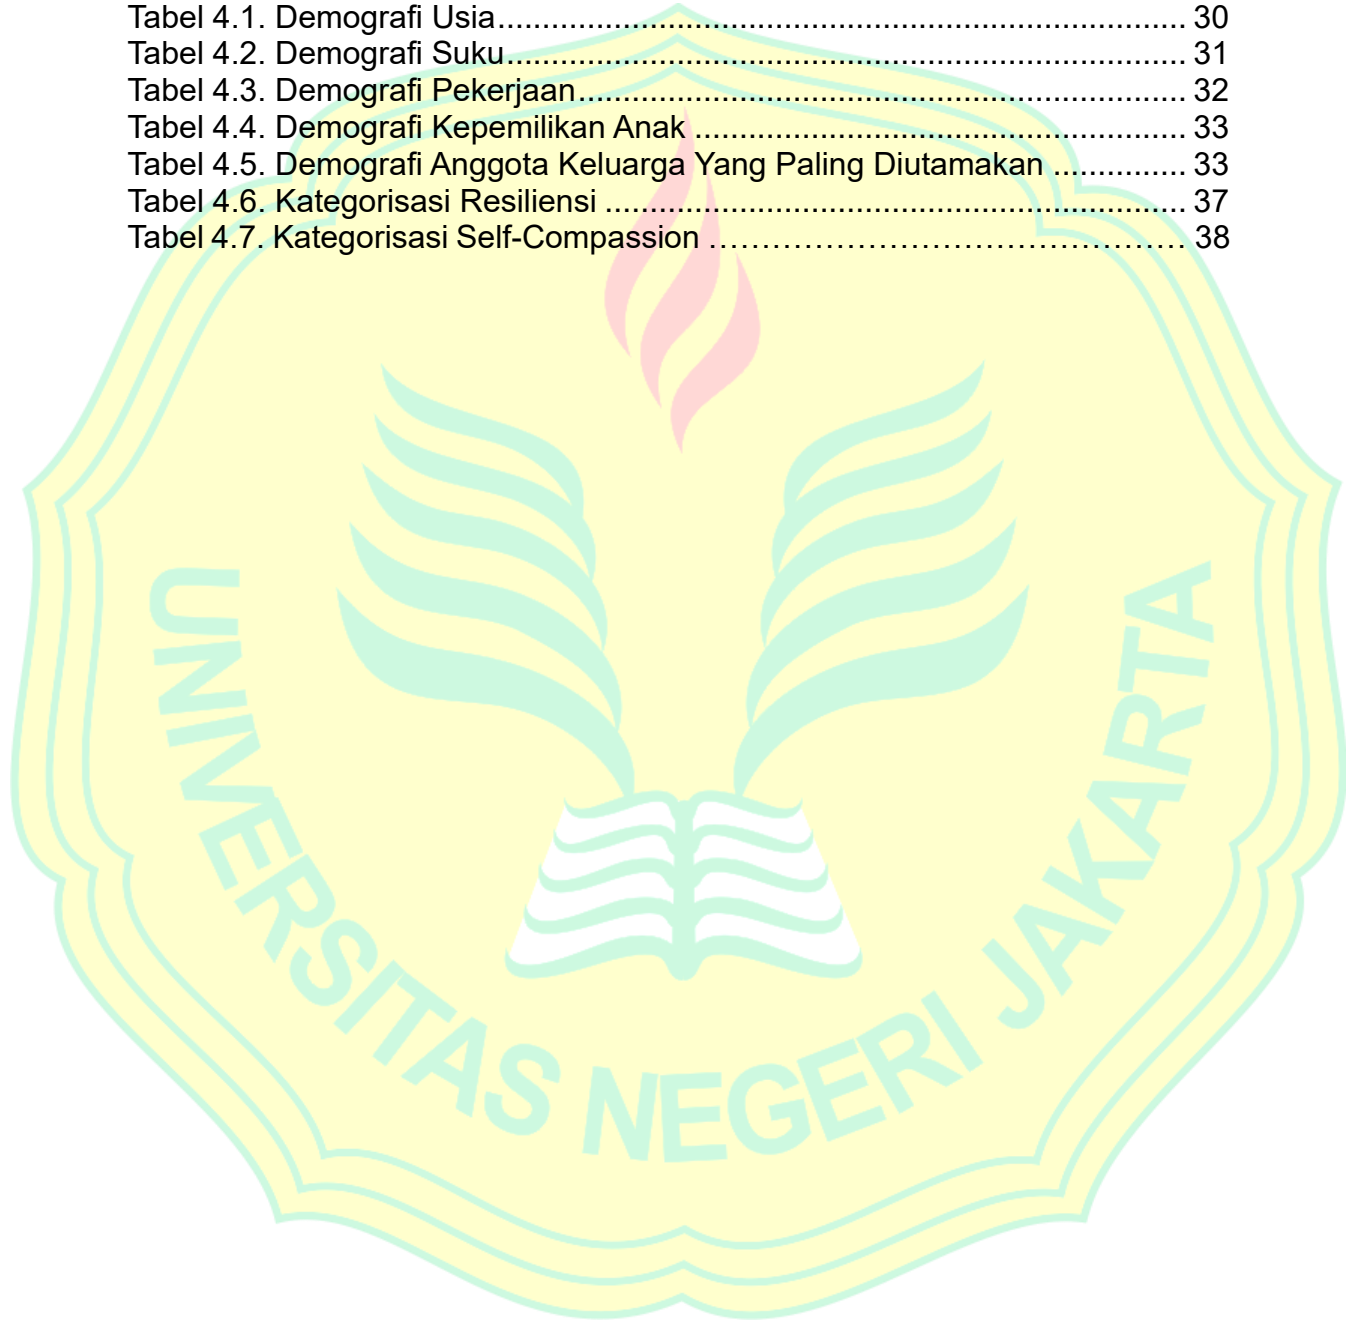 Tabel 4.1. Demografi Usia.............................................................................. 30
Tabel 4.2. Demografi Suku............................................................................. 31
Tabel 4.3. Demografi Pekerjaan..................................................................... 32
Tabel 4.4. Demografi Kepemilikan Anak ........................................................ 33
Tabel 4.5. Demografi Anggota Keluarga Yang Paling Diutamakan ............... 33
Tabel 4.6. Kategorisasi Resiliensi .................................................................. 37
Tabel 4.7. Kategorisasi Self-Compassion ………………………………………… 38
UNIVERSITAS NEGERI JAKARTA